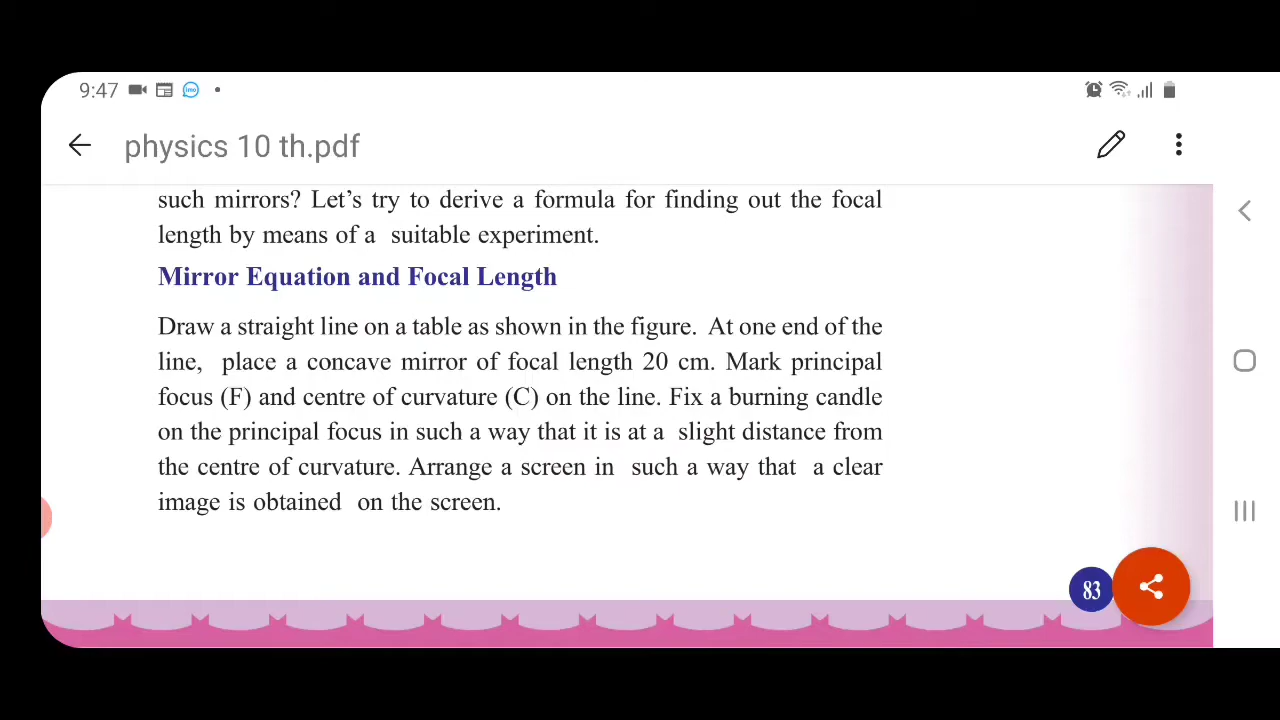 9:47
imo
physics 10 th.pdf
such mirrors? Let’s try to derive a formula for finding out the focal
length by means of a suitable experiment.
Mirror Equation and Focal Length
Draw a straight line on a table as shown in the figure. At one end of the
line, place a concave mirror of focal length 20 cm. Mark principal
focus (F) and centre of curvature (C) on the line. Fix a burning candle
on the principal focus in such a way that it is at a slight distance from
the centre of curvature. Arrange a screen in such a way that a clear
image is obtained on the screen.
83